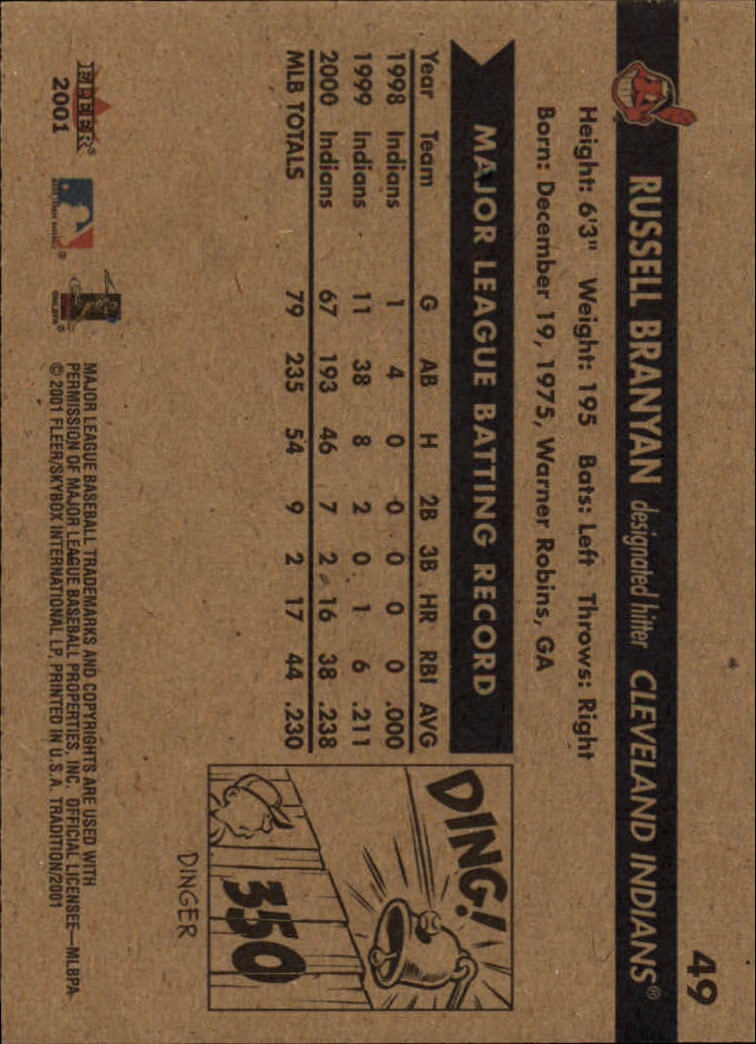 49
RUSSELL BRANYAN designated hitter CLEVELAND INDIANS®
Height: 6'3" Weight: 195 Bats: Left Throws: Right
Born: December 19, 1975, Warner Robins, GA
MAJOR LEAGUE BATTING RECORD
Year Team G AB H 2B 3B HR RBI AVG
1998 Indians 1 4 0 0 0 0 0 .000
1999 Indians 11 38 8 2 0 1 6 .211
2000 Indians 67 193 46 7 2 16 38 .238
MLB TOTALS 79 235 54 9 2 17 44 .230
DING!
350
DINGER
FLEER®
2001
MAJOR LEAGUE BASEBALL TRADEMARKS AND COPYRIGHTS ARE USED WITH
PERMISSION OF MAJOR LEAGUE BASEBALL PROPERTIES, INC. OFFICIAL LICENSEE—MLBPA
© 2001 FLEER/SKYBOX INTERNATIONAL LP, PRINTED IN U.S.A. TRADITION/2001